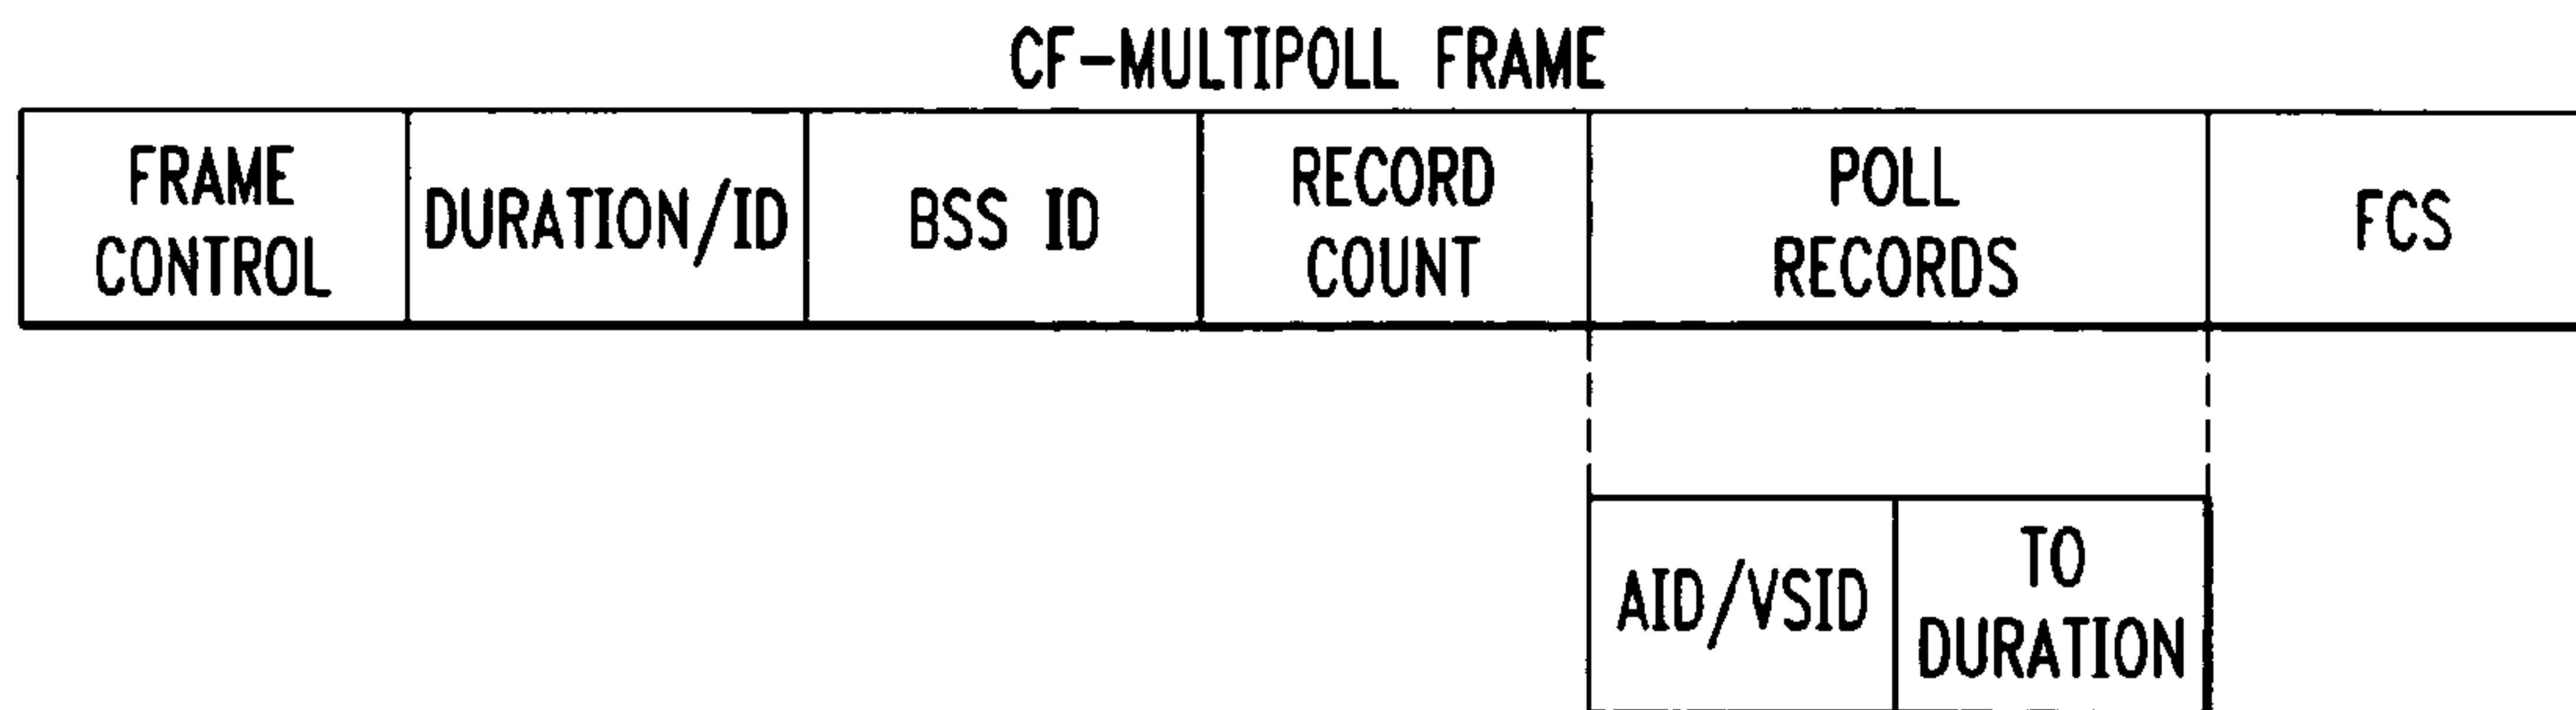 CF-MULTIPOLL FRAME
FRAME
CONTROL
DURATION/ID
BSS ID
RECORD
COUNT
POLL
RECORDS
FCS
AID/VSID
TO
DURATION